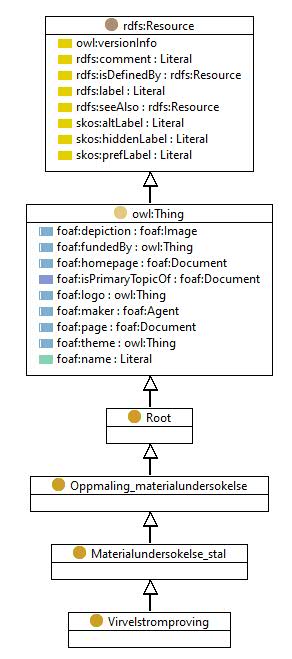 rdfs:Resource
owl:versionInfo
rdfs:comment : Literal
rdfs:isDefinedBy : rdfs:Resource
rdfs:label : Literal
rdfs:seeAlso : rdfs:Resource
skos:altLabel : Literal
skos:hiddenLabel : Literal
skos:prefLabel : Literal
owl:Thing
foaf:depiction : foaf:Image
foaf:fundedBy : owl:Thing
foaf:homepage : foaf:Document
foaf:isPrimaryTopicOf : foaf:Document
foaf:logo : owl:Thing
foaf:maker : foaf:Agent
foaf:page : foaf:Document
foaf:theme : owl:Thing
foaf:name : Literal
Root
Oppmaling_materialundersokelse
Materialundersokelse_stal
Virvelstromproving